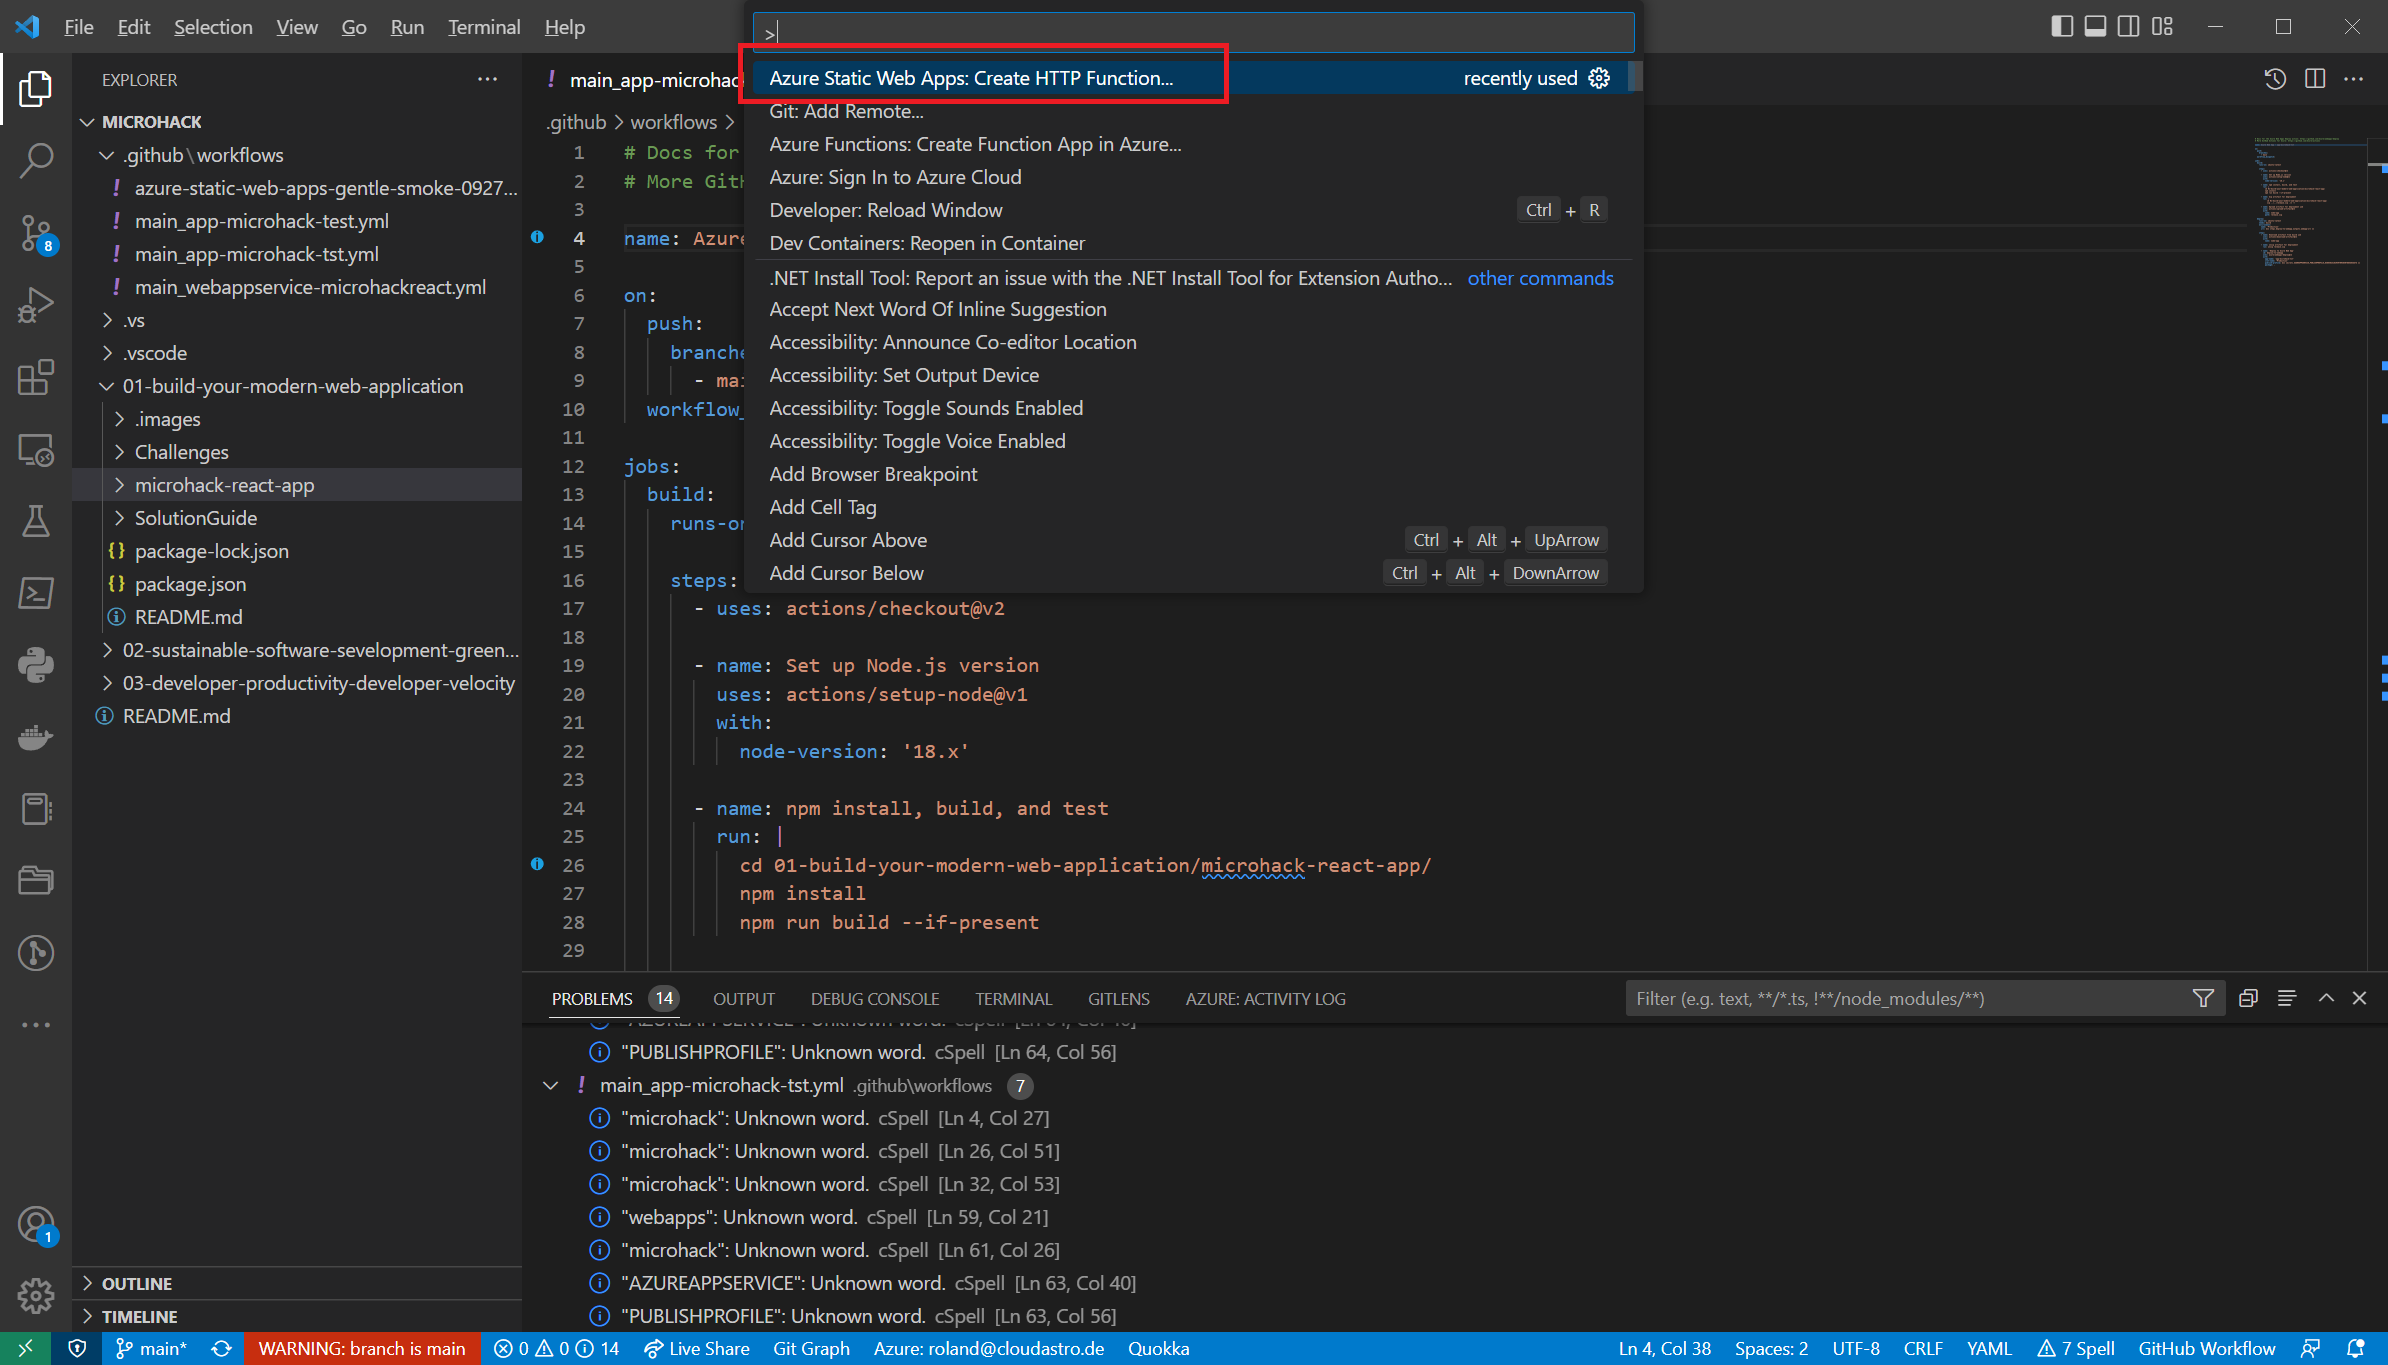 File Edit Selection View Go Run Terminal Help
>
EXPLORER
MICROHACK
.github\workflows
azure-static-web-apps-gentle-smoke-0927...
main_app-microhack-test.yml
main_app-microhack-tst.yml
main_webappservice-microhackreact.yml
.vs
.vscode
01-build-your-modern-web-application
.images
Challenges
microhack-react-app
SolutionGuide
package-lock.json
package.json
README.md
02-sustainable-software-sevelopment-green...
03-developer-productivity-developer-velocity
README.md
OUTLINE
TIMELINE
8
1
Azure Static Web Apps: Create HTTP Function... recently used
Git: Add Remote...
Azure Functions: Create Function App in Azure...
Azure: Sign In to Azure Cloud
Developer: Reload Window Ctrl + R
Dev Containers: Reopen in Container
.NET Install Tool: Report an issue with the .NET Install Tool for Extension Autho... other commands
Accept Next Word Of Inline Suggestion
Accessibility: Announce Co-editor Location
Accessibility: Set Output Device
Accessibility: Toggle Sounds Enabled
Accessibility: Toggle Voice Enabled
Add Browser Breakpoint
Add Cell Tag
Add Cursor Above Ctrl + Alt + UpArrow
Add Cursor Below Ctrl + Alt + DownArrow
! main_app-microhac
.github > workflows >
1 # Docs for
2 # More GitH
3
4 name: Azure
5
6 on:
7 push:
8 branche
9 - mai
10 workflow_
11
12 jobs:
13 build:
14 runs-on
15
16 steps:
17 - uses: actions/checkout@v2
18
19 - name: Set up Node.js version
20 uses: actions/setup-node@v1
21 with:
22 node-version: '18.x'
23
24 - name: npm install, build, and test
25 run: |
26 cd 01-build-your-modern-web-application/microhack-react-app/
27 npm install
28 npm run build --if-present
29
PROBLEMS 14 OUTPUT DEBUG CONSOLE TERMINAL GITLENS AZURE: ACTIVITY LOG Filter (e.g. text, **/*.ts, !**/node_modules/**)
"PUBLISHPROFILE": Unknown word. cSpell [Ln 64, Col 56]
! main_app-microhack-tst.yml .github\workflows 7
"microhack": Unknown word. cSpell [Ln 4, Col 27]
"microhack": Unknown word. cSpell [Ln 26, Col 51]
"microhack": Unknown word. cSpell [Ln 32, Col 53]
"webapps": Unknown word. cSpell [Ln 59, Col 21]
"microhack": Unknown word. cSpell [Ln 61, Col 26]
"AZUREAPPSERVICE": Unknown word. cSpell [Ln 63, Col 40]
"PUBLISHPROFILE": Unknown word. cSpell [Ln 63, Col 56]
main* WARNING: branch is main 0 0 14 Live Share Git Graph Azure: roland@cloudastro.de Quokka Ln 4, Col 38 Spaces: 2 UTF-8 CRLF YAML 7 Spell GitHub Workflow